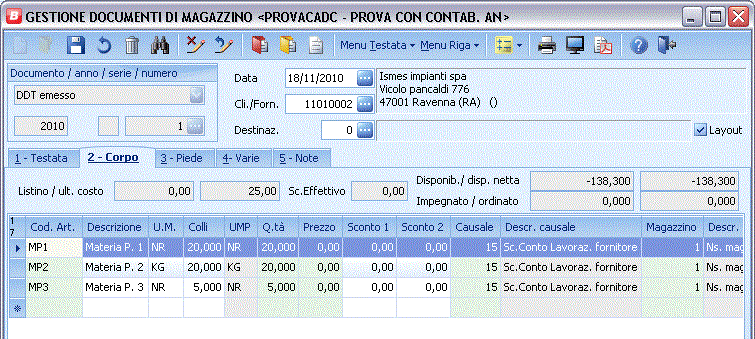 GESTIONE DOCUMENTI DI MAGAZZINO <PROVACADC - PROVA CON CONTAB. AN>
Menu Testata Menu Riga
Documento / anno / serie / numero
DDT emesso
2010 1
Data 18/11/2010 Ismes impianti spa
Vicolo pancaldi 776
Cli./Forn. 11010002 47001 Ravenna (RA) ()
Destinaz. 0 Layout
1 - Testata 2 - Corpo 3 - Piede 4- Varie 5 - Note
Listino / ult. costo 0,00 25,00 Sc.Effettivo 0,00 Disponib./ disp. netta -138,300 -138,300
Impegnato / ordinato 0,000 0,000
17 Cod. Art. Descrizione U.M. Colli UMP Q.tà Prezzo Sconto 1 Sconto 2 Causale Descr. causale Magazzino Descr.
MP1 Materia P. 1 NR 20,000 NR 20,000 0,00 0,00 0,00 15 Sc.Conto Lavoraz. fornitore 1 Ns. mag
MP2 Materia P. 2 KG 20,000 KG 20,000 0,00 0,00 0,00 15 Sc.Conto Lavoraz. fornitore 1 Ns. mag
MP3 Materia P. 3 NR 5,000 NR 5,000 0,00 0,00 0,00 15 Sc.Conto Lavoraz. fornitore 1 Ns. mag